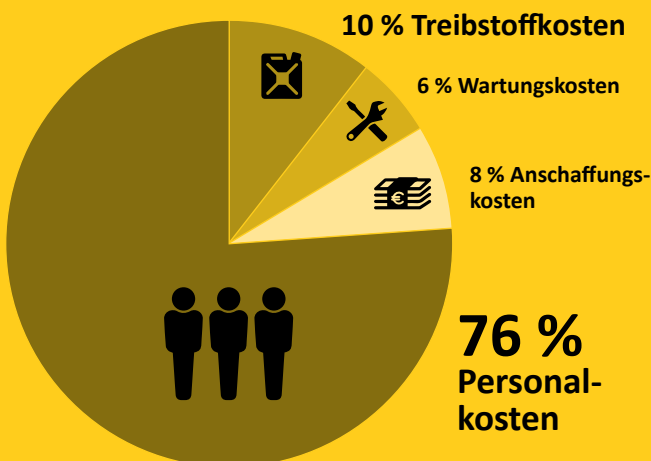 10 % Treibstoffkosten
6 % Wartungskosten
8 % Anschaffungs-
kosten
€
76 %
Personal-
kosten